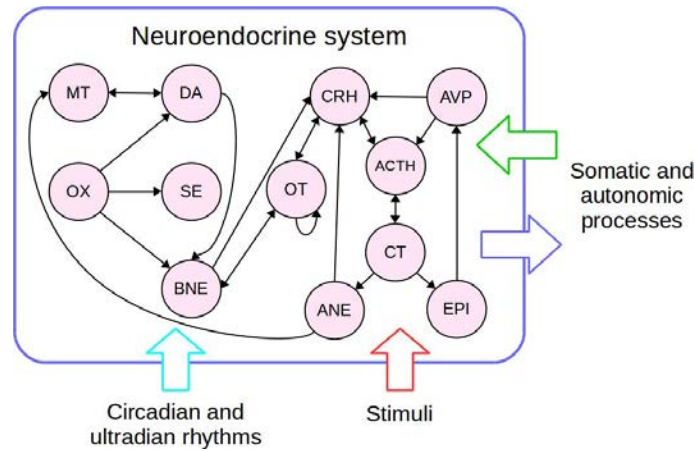 Neuroendocrine system
MT
DA
CRH
AVP
ACTH
OX
SE
OT
CT
BNE
ANE
EPI
Somatic and
autonomic
processes
Circadian and
ultradian rhythms
Stimuli